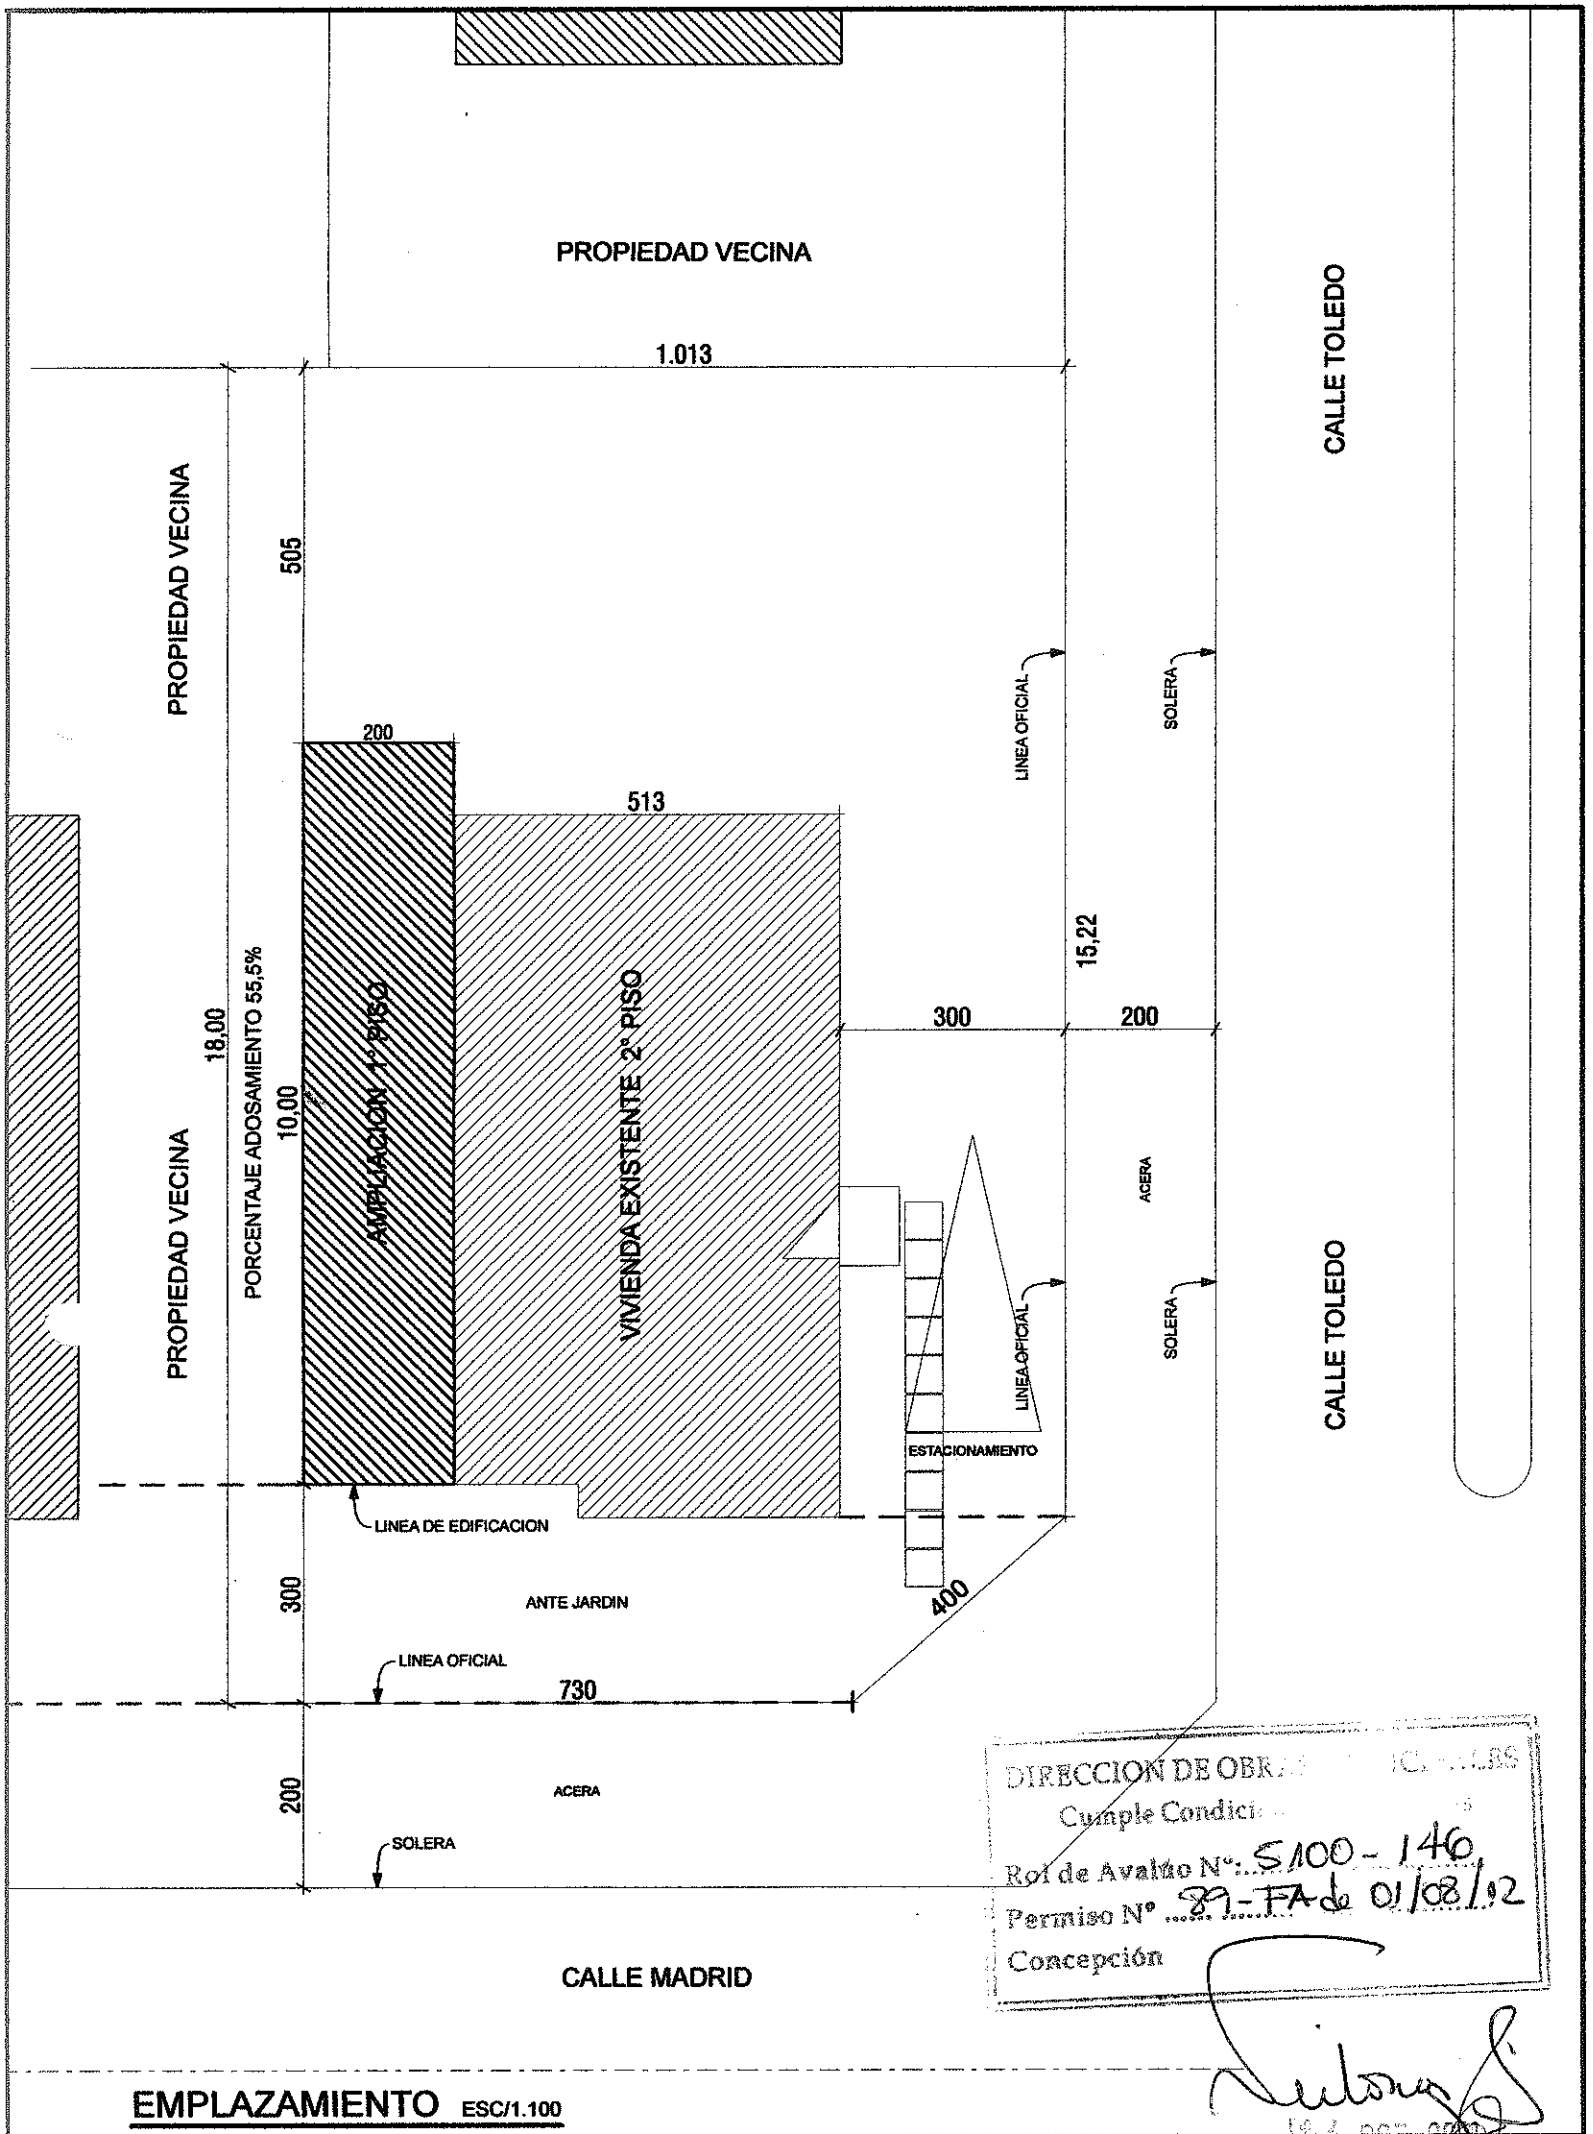 PROPIEDAD VECINA
1.013
CALLE TOLEDO
PROPIEDAD VECINA
505
LINEA OFICIAL
SOLERA
200
513
18,00
PORCENTAJE ADOSAMIENTO 55,5%
10,00
AMPLIACION 1° PISO
VIVIENDA EXISTENTE 2° PISO
15,22
300
200
ACERA
PROPIEDAD VECINA
LINEA OFICIAL
SOLERA
CALLE TOLEDO
ESTACIONAMIENTO
LINEA DE EDIFICACION
300
ANTE JARDIN
400
LINEA OFICIAL
730
200
ACERA
SOLERA
CALLE MADRID
DIRECCION DE
Cumple
Rol de Avalúo N°: 5100 - 146
Permiso N° 89-FA de 01/08/12
Concepción
EMPLAZAMIENTO ESC/1.100